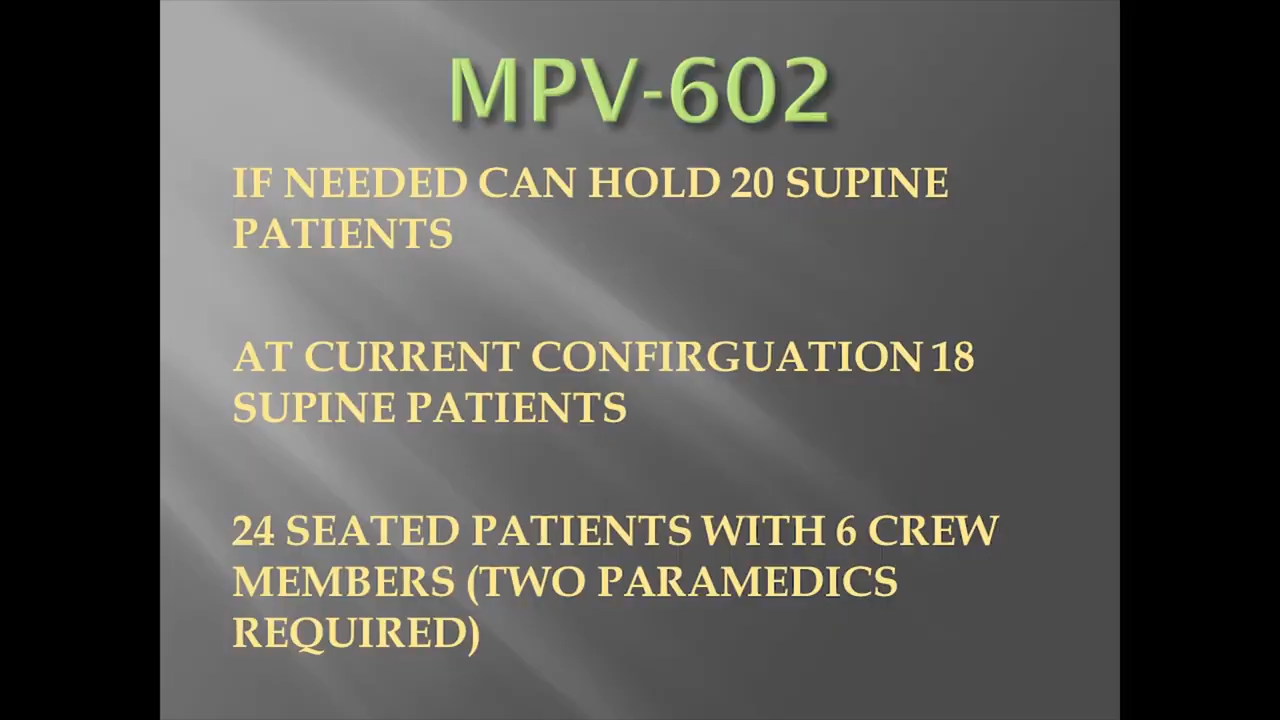 MPV-602
IF NEEDED CAN HOLD 20 SUPINE
PATIENTS
AT CURRENT CONFIRGUATION 18
SUPINE PATIENTS
24 SEATED PATIENTS WITH 6 CREW
MEMBERS (TWO PARAMEDICS
REQUIRED)